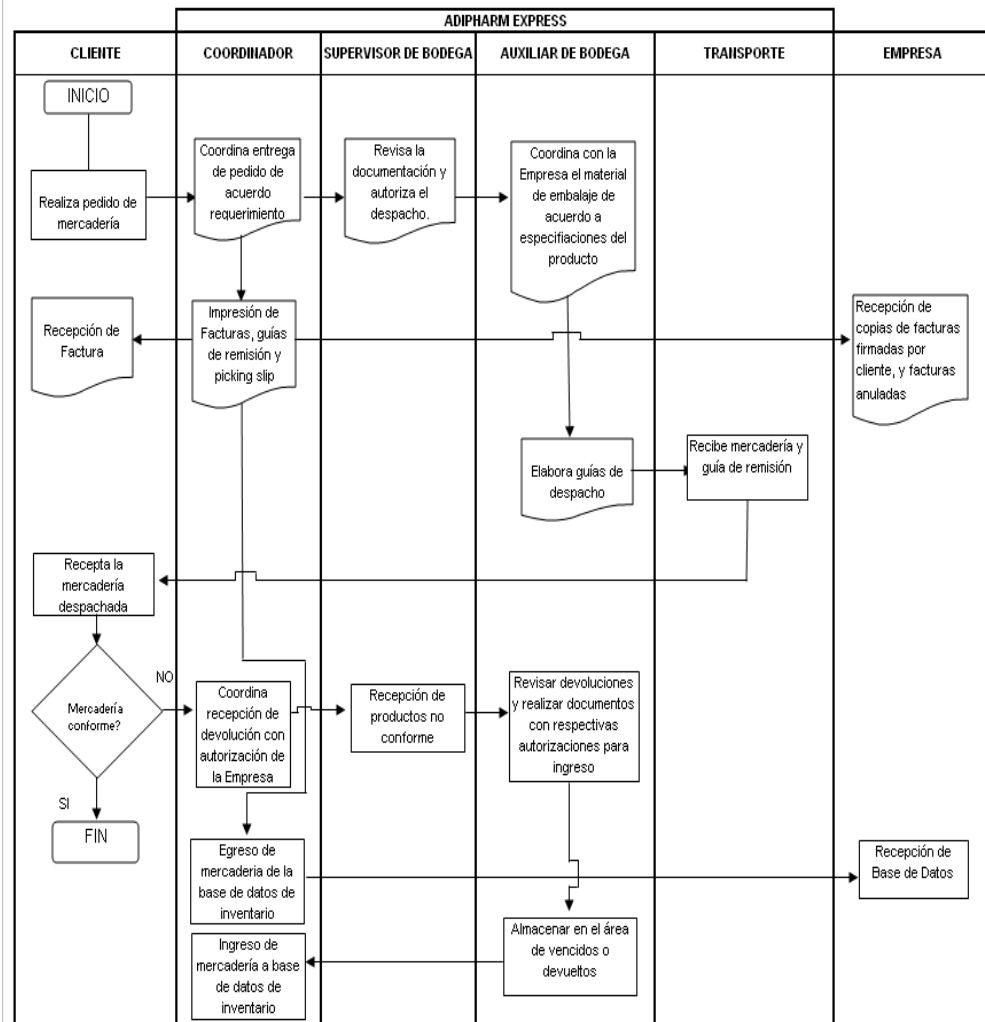 ADIPHARM EXPRESS
CLIENTE
COORDINADOR
SUPERVISOR DE BODEGA
AUXILIAR DE BODEGA
TRANSPORTE
EMPRESA
INICIO
Realiza pedido de
mercadería
Coordina entrega
de pedido de
acuerdo
requerimiento
Revisa la
documentación y
autoriza el
despacho.
Coordina con la
Empresa el material
de embalaje de
acuerdo a
especifiaciones del
producto
Recepción de
Factura
Impresión de
Facturas, guías
de remisión y
picking slip
Recepción de
copias de facturas
firmadas por
cliente, y facturas
anuladas
Elabora guías de
despacho
Recibe mercadería y
guía de remisión
Recepta la
mercadería
despachada
Mercadería
conforme?
NO
SI
FIN
Coordina
recepción de
devolución con
autorización de
la Empresa
Recepción de
productos no
conforme
Revisar devoluciones
y realizar documentos
con respectivas
autorizaciones para
ingreso
Egreso de
mercaderia de la
base de datos de
inventario
Recepción de
Base de Datos
Almacenar en el área
de vencidos o
devueltos
Ingreso de
mercadería a base
de datos de
inventario